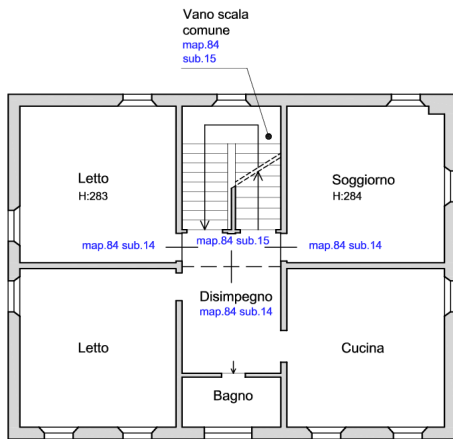 Vano scala
comune
map.84
sub.15
Letto
H:283
Soggiorno
H:284
map.84 sub.14
map.84 sub.15
map.84 sub.14
Disimpegno
map.84 sub.14
Letto
Cucina
Bagno